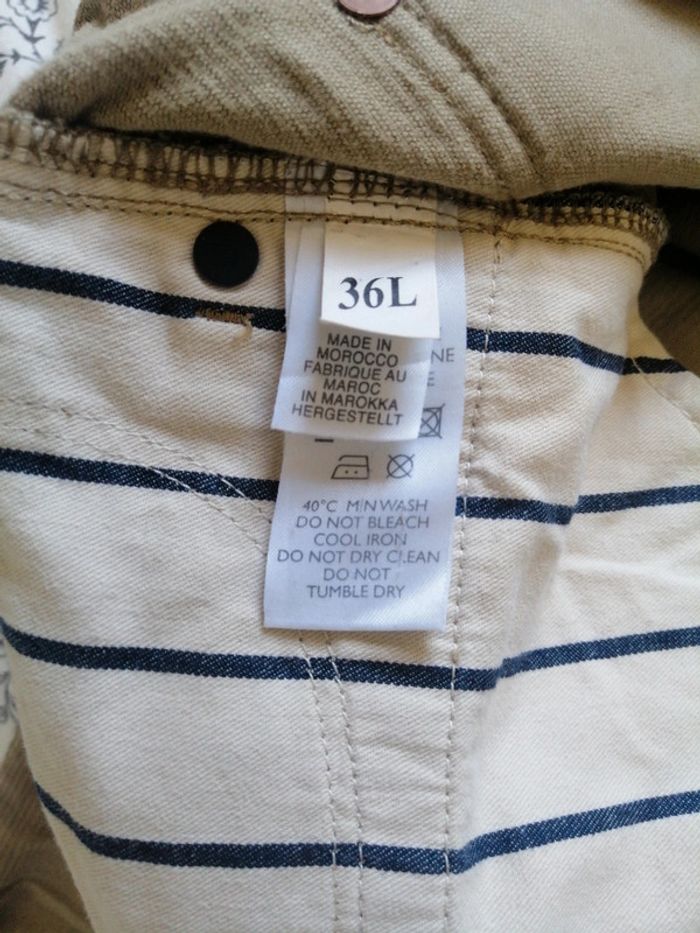 36L
MADE IN
MOROCCO
FABRIQUE AU
MAROC
IN MAROKKA
HERGESTELLT
NE
E
40°C MIN WASH
DO NOT BLEACH
COOL IRON
DO NOT DRY CLEAN
DO NOT
TUMBLE DRY